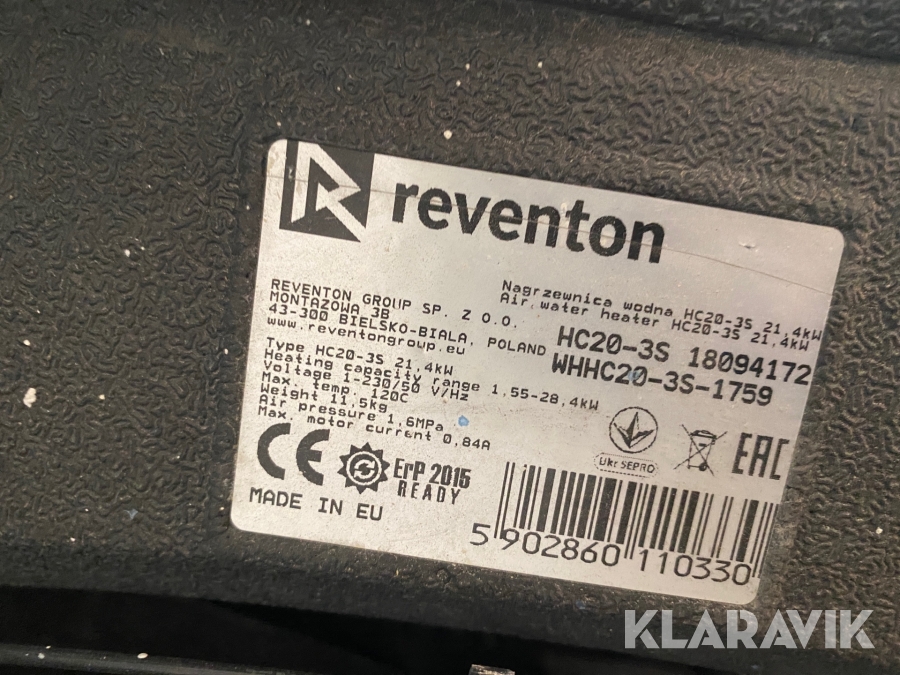 reventon
REVENTON GROUP SP. Z O.O.
MONTAZOWA 3B
43-300 BIELSKO-BIALA, POLAND
www.reventongroup.eu
Nagrzewnica wodna HC20-3S 21,4kW
Air water heater HC20-3S 21,4kW
HC20-3S 18094172
WHHC20-3S-1759
Type HC20-3S 21,4kW
Heating capacity range 1.55-28,4kW
Voltage 1-230/50 V/Hz
Max. temp. 120C
Weight 11,5kg
Air pressure 1,6MPa
Max. motor current 0,84A
CE
ErP 2015
READY
Ukr SEPRO
EAC
MADE IN EU
5 902860 110330
KLARAVIK